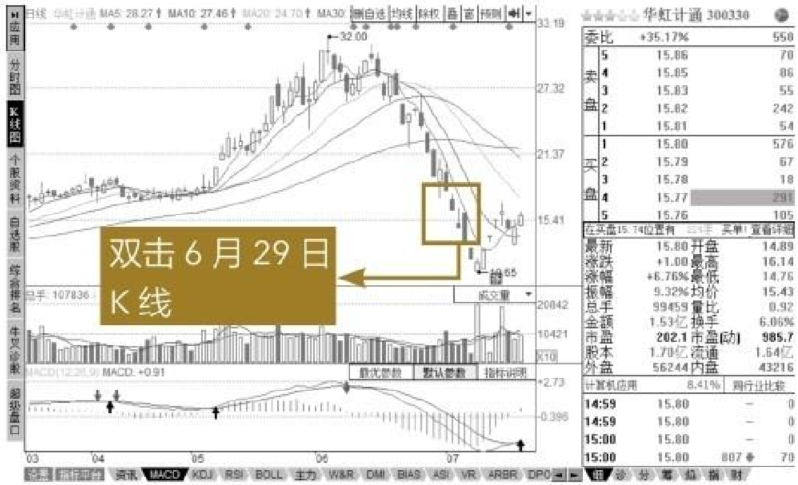 日线 华虹计通 MA5: 28.27↑ MA10: 27.46↑ MA20: 24.70↑ MA30: 删自选 均线 除权 叠 窗 预测
33.19
32.00
27.32
21.37
15.41
10.65
双击 6 月 29 日
K 线
总手: 107836
成交量
20842
10421
X10
MACD(12,26,9) MACD: +0.91
最优参数 默认参数 指标说明
+2.73
-0.396
03 04 05 06 07
设置 指标平台 资讯 MACD KDJ RSI BOLL 主力 W&R DMI BIAS ASI VR ARBR DPO
应用
分时图
K线图
个股资料
自选股
综合排名
牛叉诊股
超级盘口
华虹计通 300330
委比 +35.17% 550
卖盘
5 15.86 70
4 15.85 86
3 15.83 55
2 15.82 242
1 15.81 54
买盘
1 15.80 576
2 15.79 67
3 15.78 18
4 15.77 291
5 15.76 105
在买盘15.74位置有 买单! 查看详细
最新 15.80 开盘 14.89
涨跌 +1.00 最高 16.14
涨幅 +6.76% 最低 14.76
振幅 9.32% 均价 15.43
总手 99459 量比 0.92
金额 1.53亿 换手 6.06%
市盈 202.1 市盈(动) 985.7
股本 1.70亿 流通 1.64亿
外盘 56244 内盘 43216
计算机应用 8.41% 同行业比较
14:59 15.80 — 0
14:59 15.80 — 0
15:00 15.80 — 0
15:00 15.80 807 70
细 诊 分 筹 焰 指 财